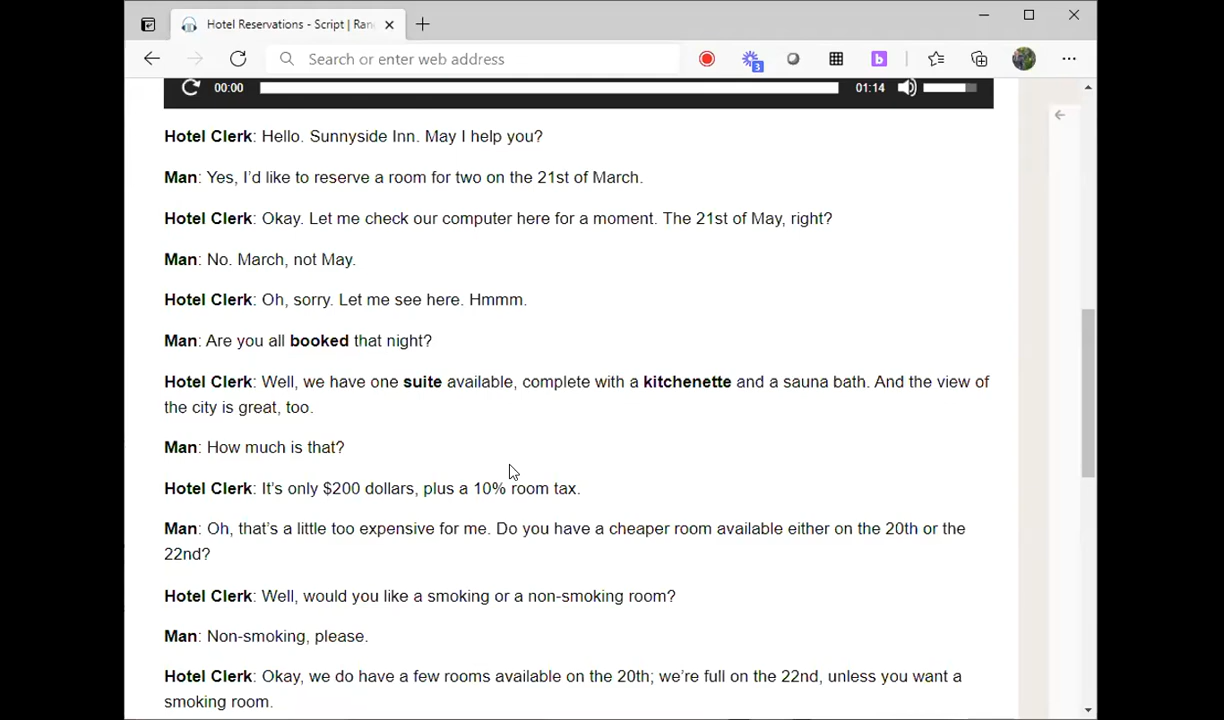 Hotel Reservations - Script | Ran
Search or enter web address
3
b
00:00
01:14
Hotel Clerk: Hello. Sunnyside Inn. May I help you?
Man: Yes, I'd like to reserve a room for two on the 21st of March.
Hotel Clerk: Okay. Let me check our computer here for a moment. The 21st of May, right?
Man: No. March, not May.
Hotel Clerk: Oh, sorry. Let me see here. Hmmm.
Man: Are you all booked that night?
Hotel Clerk: Well, we have one suite available, complete with a kitchenette and a sauna bath. And the view of
the city is great, too.
Man: How much is that?
Hotel Clerk: It's only $200 dollars, plus a 10% room tax.
Man: Oh, that's a little too expensive for me. Do you have a cheaper room available either on the 20th or the
22nd?
Hotel Clerk: Well, would you like a smoking or a non-smoking room?
Man: Non-smoking, please.
Hotel Clerk: Okay, we do have a few rooms available on the 20th; we're full on the 22nd, unless you want a
smoking room.